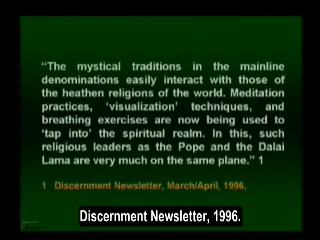 “The mystical traditions in the mainline
denominations easily interact with those of
the heathen religions of the world. Meditation
practices, ‘visualization’ techniques, and
breathing exercises are now being used to
‘tap into’ the spiritual realm. In this, such
religious leaders as the Pope and the Dalai
Lama are very much on the same plane.” 1
1 Discernment Newsletter, March/April, 1996,
Discernment Newsletter, 1996.